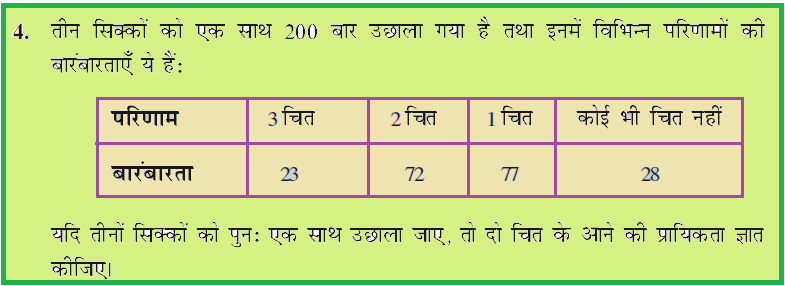 4. तीन सिक्कों को एक साथ 200 बार उछाला गया है तथा इनमें विभिन्न परिणामों की
बारंबारताएँ ये हैं:
परिणाम 3 चित 2 चित 1 चित कोई भी चित नहीं
बारंबारता 23 72 77 28
यदि तीनों सिक्कों को पुन: एक साथ उछाला जाए, तो दो चित के आने की प्रायिकता ज्ञात
कीजिए।